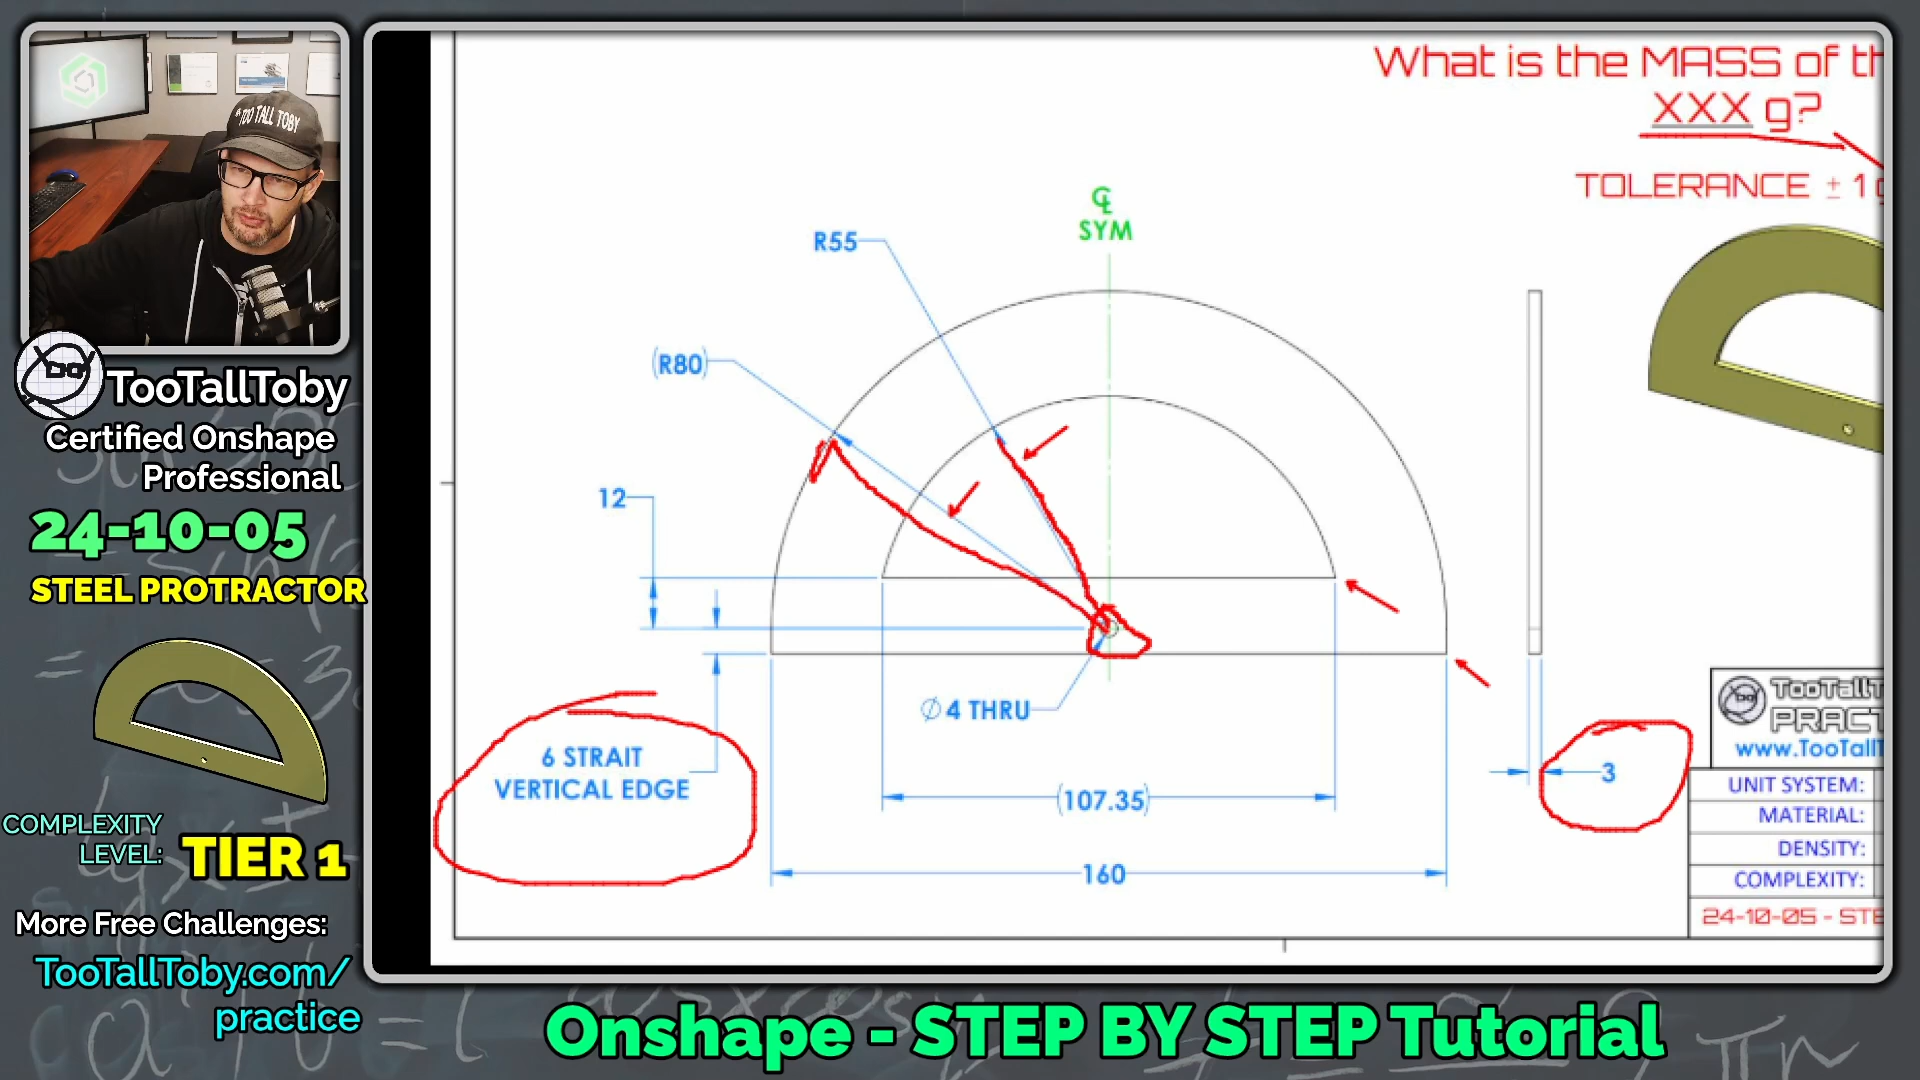 "TOO TALL TOBY
TooTallToby
Certified Onshape
Professional
24-10-05
STEEL PROTRACTOR
COMPLEXITY
LEVEL:
TIER 1
More Free Challenges:
TooTallToby.com/
practice
What is the MASS of th
XXX g?
TOLERANCE ± 1 g
℄
SYM
R55
(R80)
12
6 STRAIT
VERTICAL EDGE
Ø 4 THRU
3
(107.35)
160
TooTallT
PRACT
www.TooTallT
UNIT SYSTEM:
MATERIAL:
DENSITY:
COMPLEXITY:
24-10-05 - STE
Onshape - STEP BY STEP Tutorial